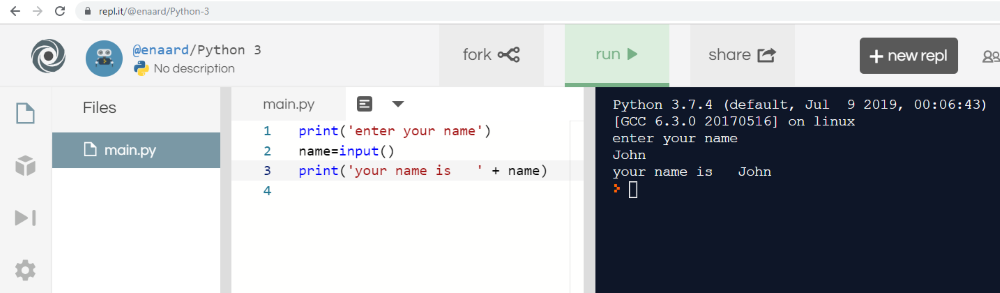 repl.it/@enaard/Python-3
@enaard/Python 3
No description
fork
run
share
+ new repl
Files
main.py
main.py
1 print('enter your name')
2 name=input()
3 print('your name is   ' + name)
4
Python 3.7.4 (default, Jul  9 2019, 00:06:43)
[GCC 6.3.0 20170516] on linux
enter your name
John
your name is   John